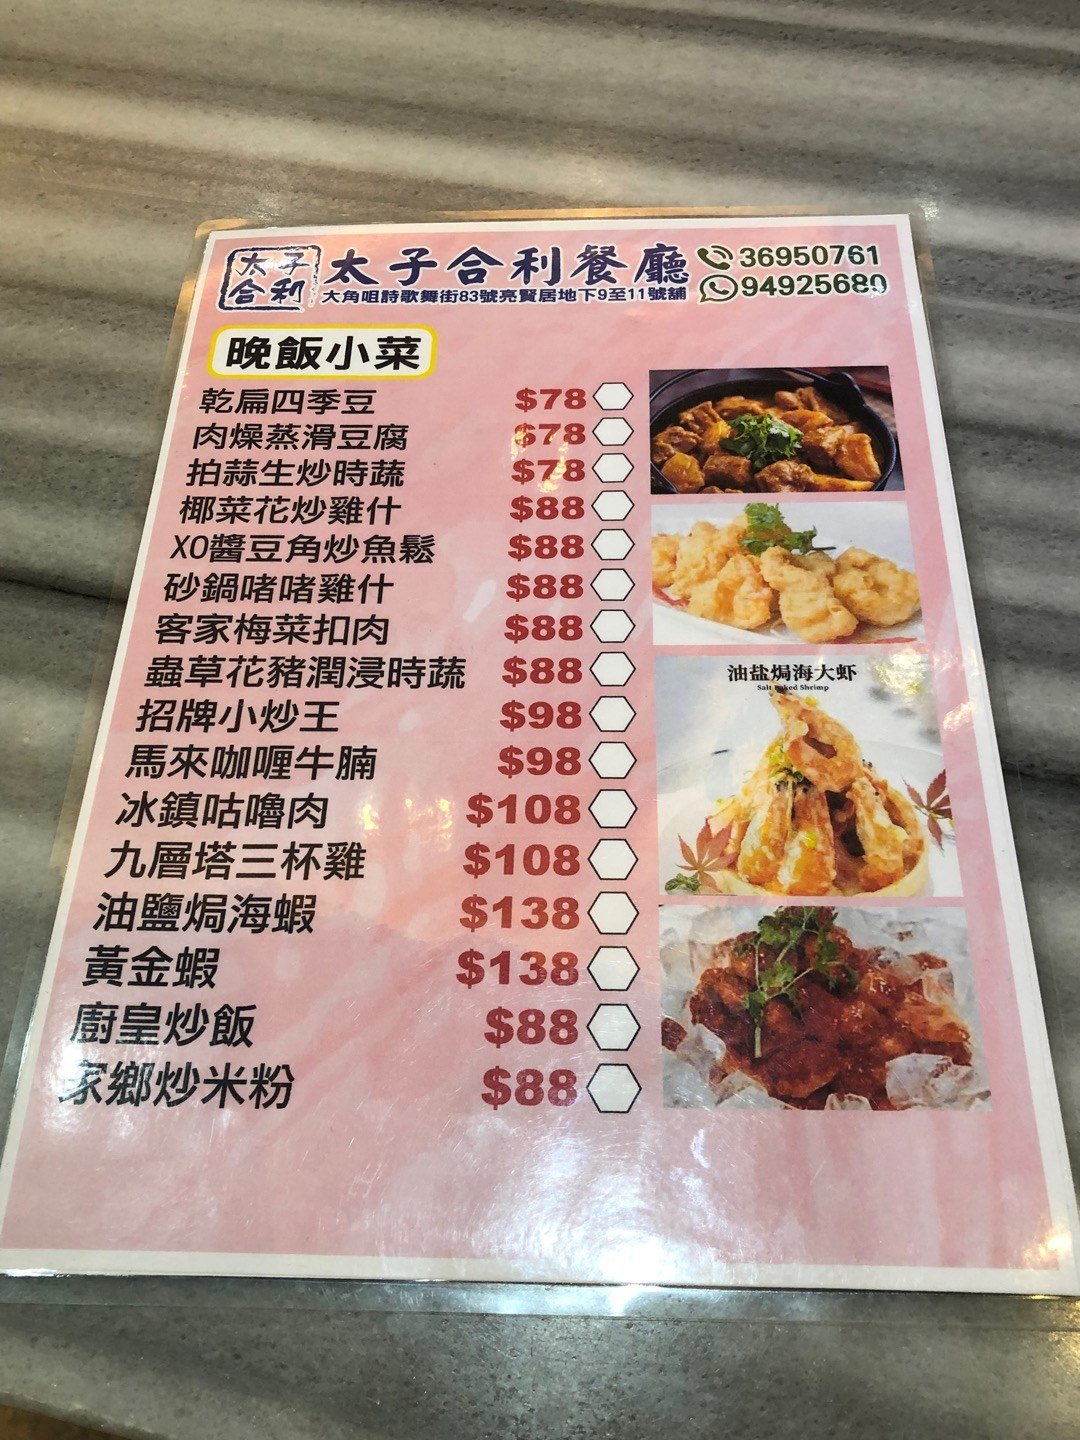 太子合利
太子合利餐廳
36950761
大角咀詩歌舞街83號亮賢居地下9至11號舖
94925680
晚飯小菜
乾扁四季豆 $78
肉燥蒸滑豆腐 $78
拍蒜生炒時蔬 $78
椰菜花炒雞什 $88
XO醬豆角炒魚鬆 $88
砂鍋啫啫雞什 $88
客家梅菜扣肉 $88
蟲草花豬潤浸時蔬 $88
招牌小炒王 $98
馬來咖喱牛腩 $98
冰鎮咕嚕肉 $108
九層塔三杯雞 $108
油鹽焗海蝦 $138
黃金蝦 $138
廚皇炒飯 $88
家鄉炒米粉 $88
油盐焗海大虾
Salt Baked Shrimp